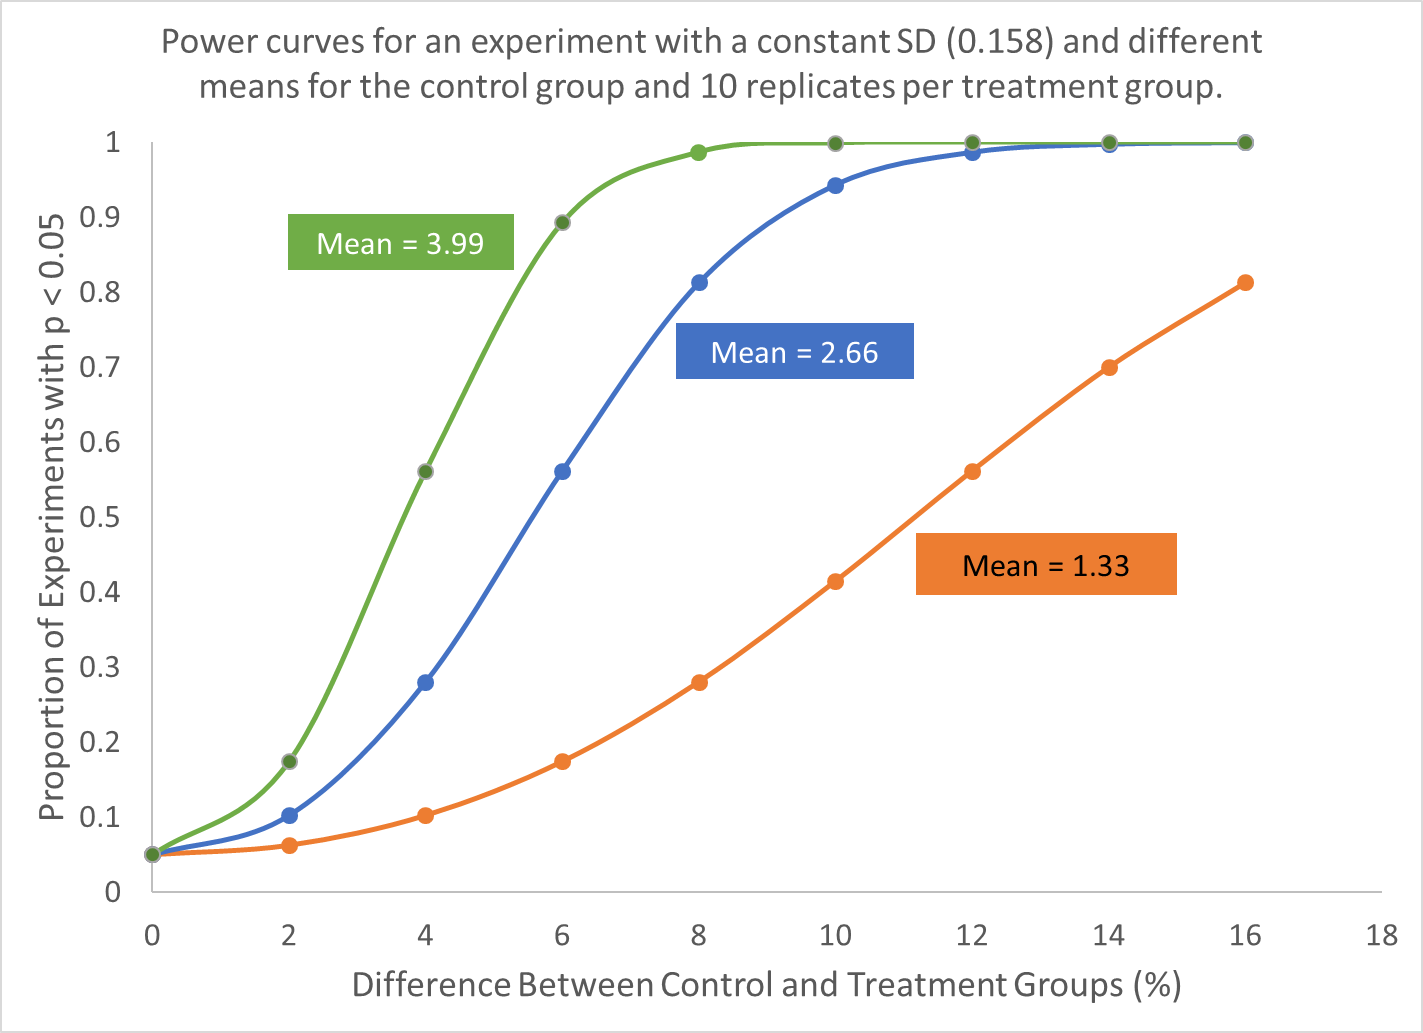 Power curves for an experiment with a constant SD (0.158) and different
means for the control group and 10 replicates per treatment group.
Proportion of Experiments with p < 0.05
1
0.9
0.8
0.7
0.6
0.5
0.4
0.3
0.2
0.1
0
Mean = 3.99
Mean = 2.66
Mean = 1.33
0 2 4 6 8 10 12 14 16 18
Difference Between Control and Treatment Groups (%)